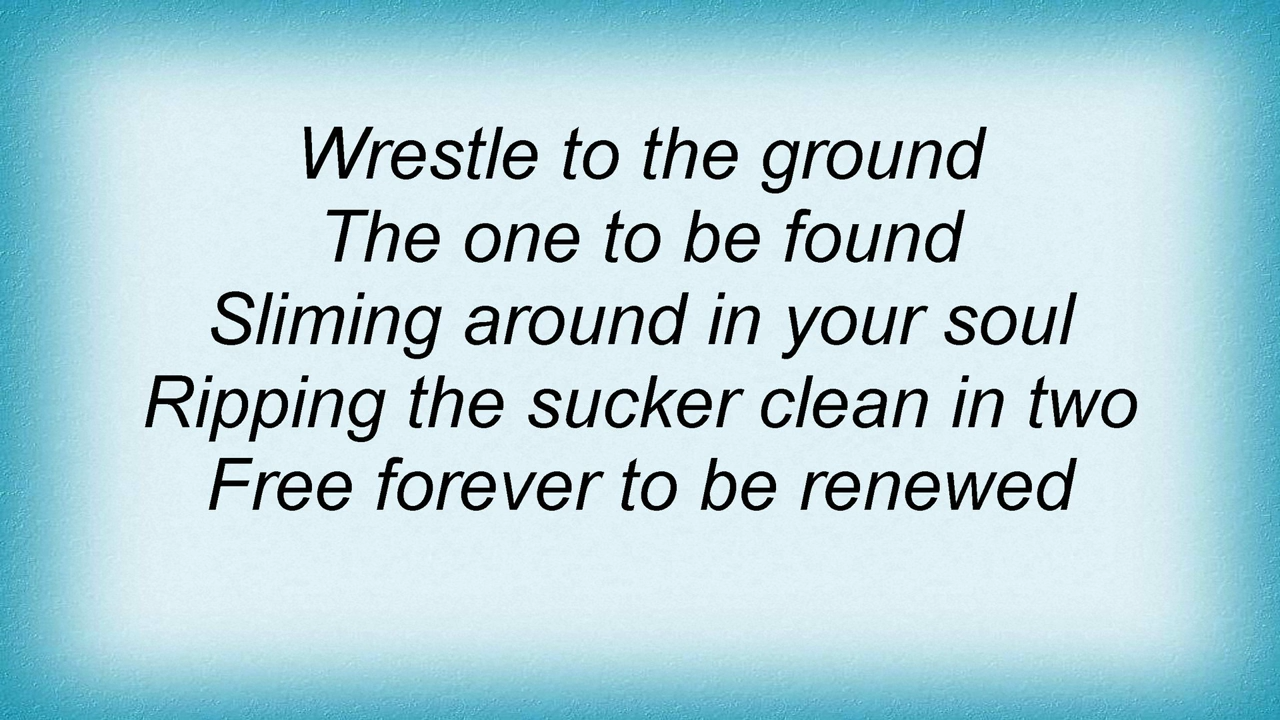 Wrestle to the ground
The one to be found
Sliming around in your soul
Ripping the sucker clean in two
Free forever to be renewed